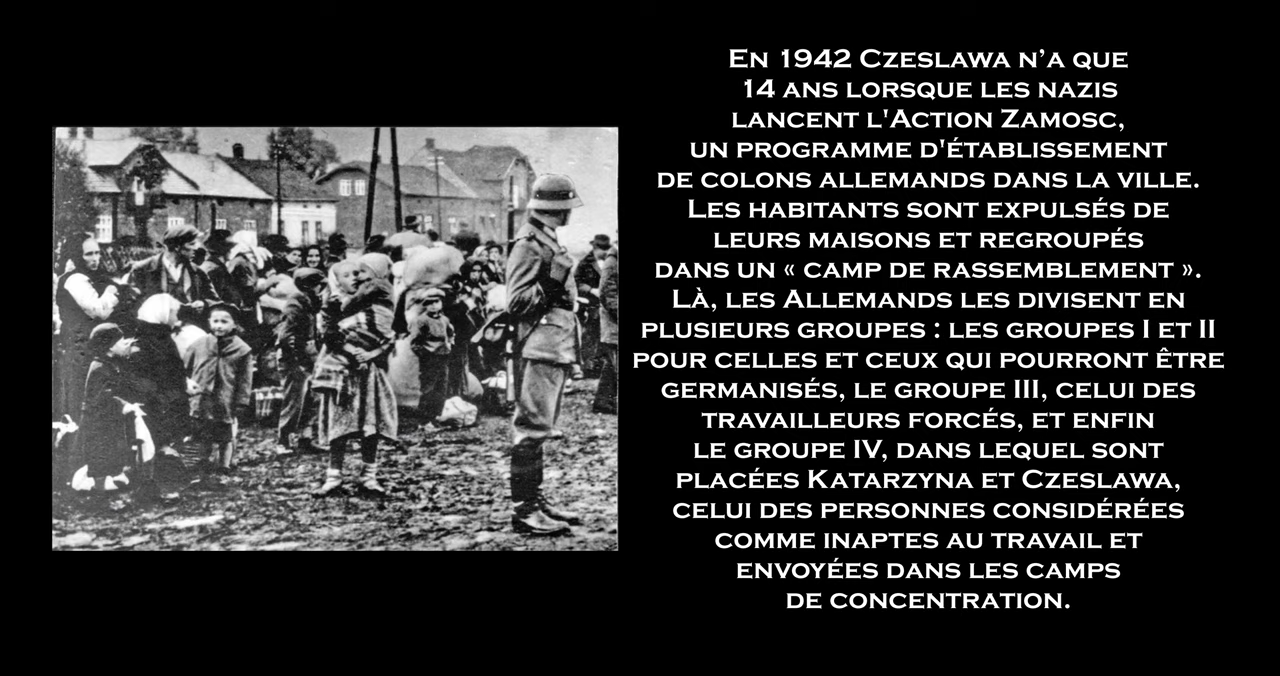 En 1942 Czeslawa n’a que
14 ans lorsque les nazis
lancent l'Action Zamosc,
un programme d'établissement
de colons allemands dans la ville.
Les habitants sont expulsés de
leurs maisons et regroupés
dans un « camp de rassemblement ».
Là, les Allemands les divisent en
plusieurs groupes : les groupes I et II
pour celles et ceux qui pourront être
germanisés, le groupe III, celui des
travailleurs forcés, et enfin
le groupe IV, dans lequel sont
placées Katarzyna et Czeslawa,
celui des personnes considérées
comme inaptes au travail et
envoyées dans les camps
de concentration.